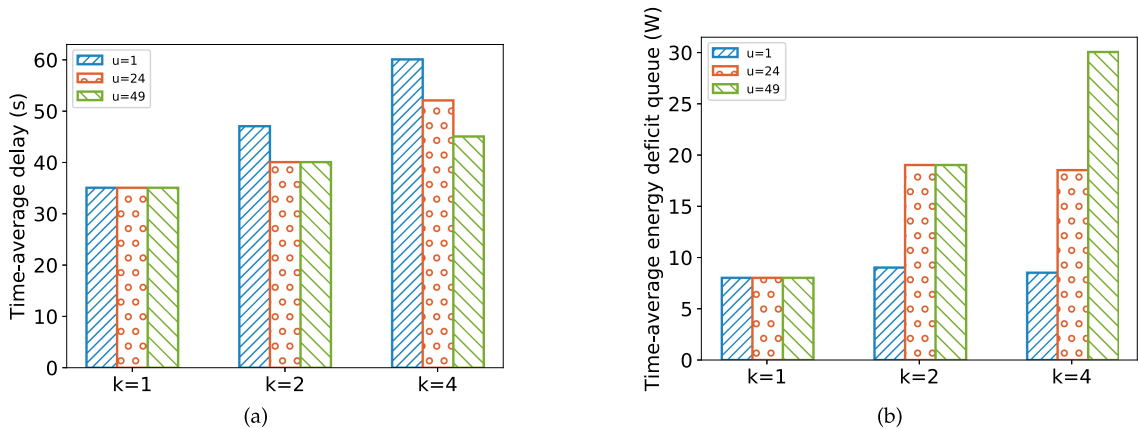 Time-average delay (s)
60
50
40
30
20
10
0
u=1
u=24
u=49
k=1
k=2
k=4
(a)
Time-average energy deficit queue (W)
30
25
20
15
10
5
0
u=1
u=24
u=49
k=1
k=2
k=4
(b)